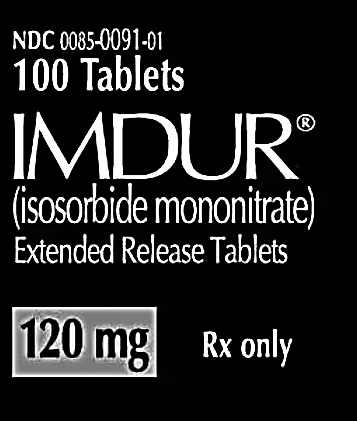 NDC 0085-0091-01
100 Tablets
IMDUR®
(isosorbide mononitrate)
Extended Release Tablets
120 mg
Rx only